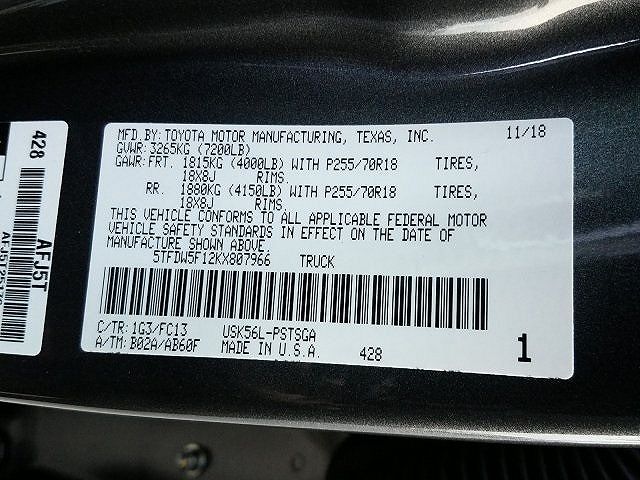 MFD.BY: TOYOTA MOTOR MANUFACTURING, TEXAS, INC. 11/18
GVWR: 3265KG (7200LB)
GAWR: FRT. 1815KG (4000LB) WITH P255/70R18 TIRES,
18X8J RIMS.
RR. 1880KG (4150LB) WITH P255/70R18 TIRES,
18X8J RIMS.
THIS VEHICLE CONFORMS TO ALL APPLICABLE FEDERAL MOTOR
VEHICLE SAFETY STANDARDS IN EFFECT ON THE DATE OF
MANUFACTURE SHOWN ABOVE.
5TFDW5F12KX807966 TRUCK
C/TR: 1G3/FC13 USK56L-PSTSGA
A/TM: B02A/AB60F MADE IN U.S.A. 428 1
428
AFJ5T